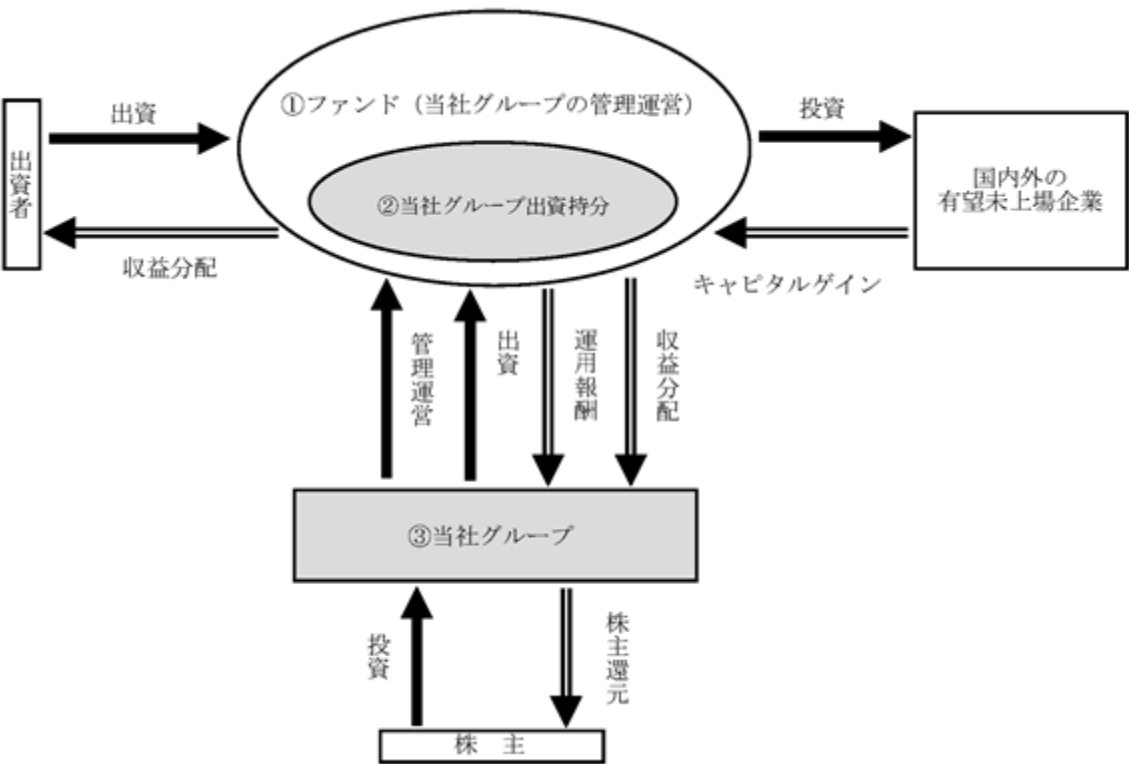 ①ファンド（当社グループの管理運営）
出資
投資
出資者
②当社グループ出資持分
国内外の
有望未上場企業
収益分配
キャピタルゲイン
管理運営
出資
運用報酬
収益分配
③当社グループ
投資
株主還元
株　主